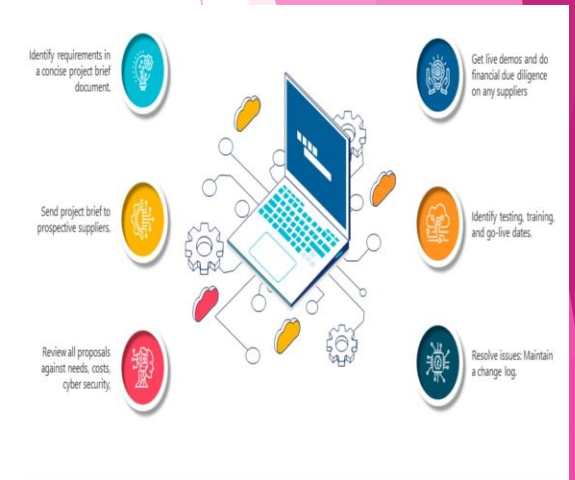 Identify requirements in
a concise project brief
document.
Send project brief to
prospective suppliers.
Review all proposals
against needs, costs,
cyber security,
Get live demos and do
financial due diligence
on any suppliers
Identify testing, training,
and go-live dates.
Resolve issues: Maintain
a change log.